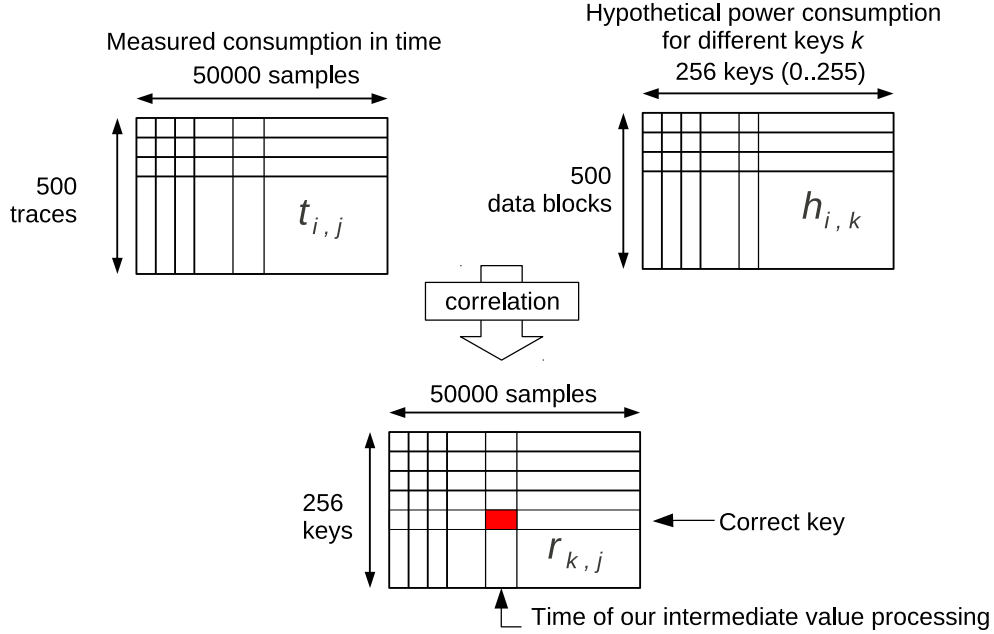 Measured consumption in time
50000 samples
500
traces
t i , j
Hypothetical power consumption
for different keys k
256 keys (0..255)
500
data blocks
h i , k
correlation
50000 samples
256
keys
r k , j
Correct key
Time of our intermediate value processing